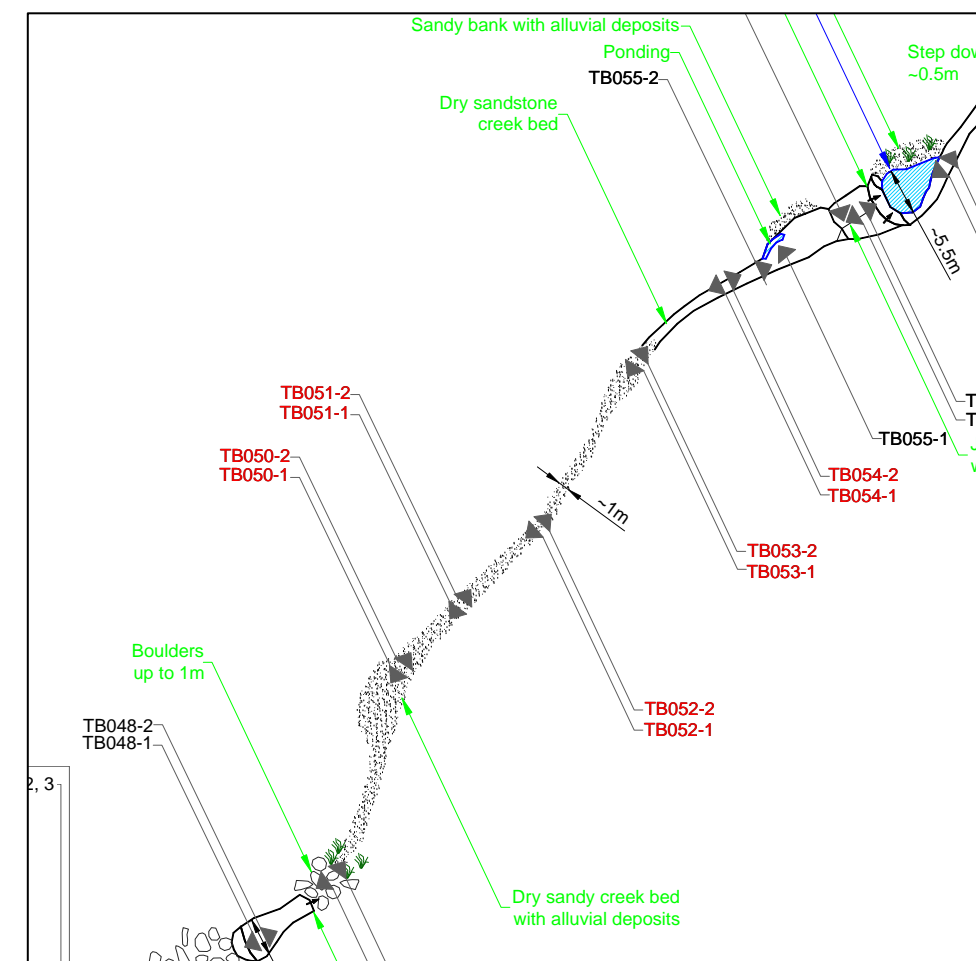 Sandy bank with alluvial deposits
Ponding
TB055-2
Step
~0.5m
Dry sandstone
creek bed
~5.5m
TB051-2
TB051-1
TB050-2
TB050-1
TB055-1
TB054-2
TB054-1
~1m
TB053-2
TB053-1
Boulders
up to 1m
TB052-2
TB052-1
TB048-2
TB048-1
2, 3
Dry sandy creek bed
with alluvial deposits